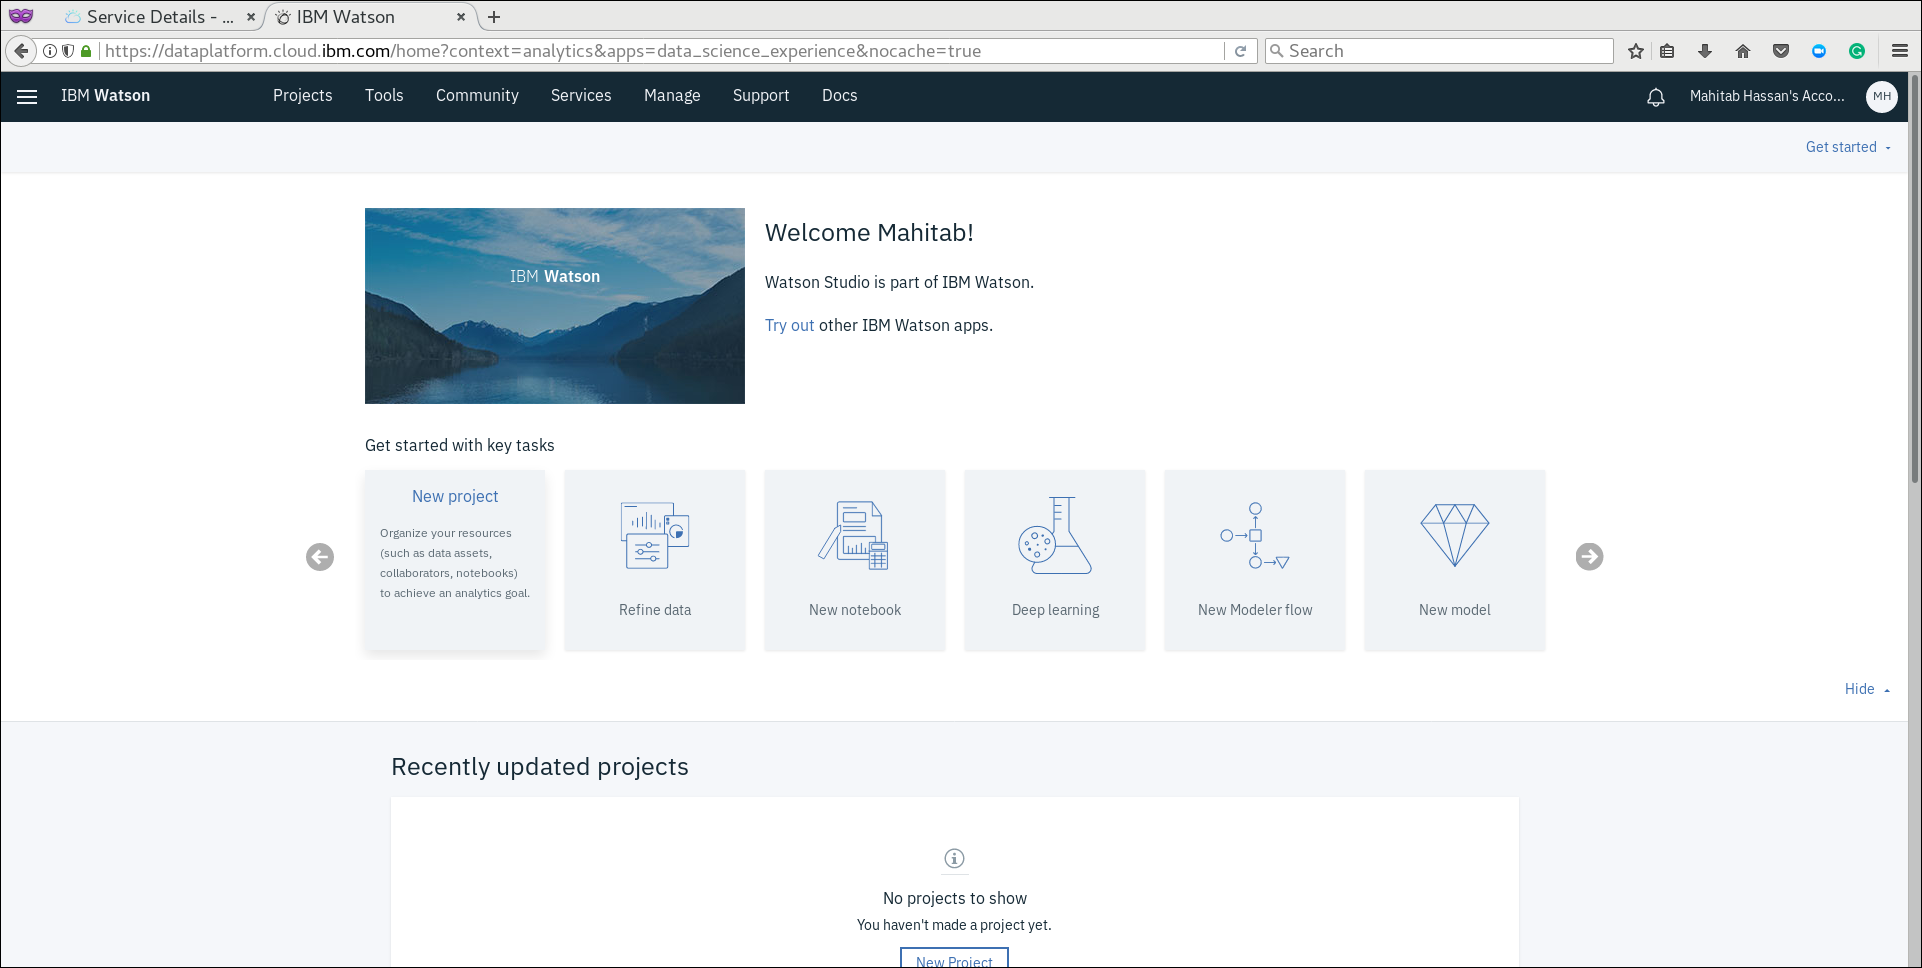 Service Details - ...
IBM Watson
https://dataplatform.cloud.ibm.com/home?context=analytics&apps=data_science_experience&nocache=true
Search
IBM Watson
Projects
Tools
Community
Services
Manage
Support
Docs
Mahitab Hassan's Acco...
MH
Get started
IBM Watson
Welcome Mahitab!
Watson Studio is part of IBM Watson.
Try out other IBM Watson apps.
Get started with key tasks
New project
Organize your resources
(such as data assets,
collaborators, notebooks)
to achieve an analytics goal.
Refine data
New notebook
Deep learning
New Modeler flow
New model
Hide
Recently updated projects
No projects to show
You haven't made a project yet.
New Project